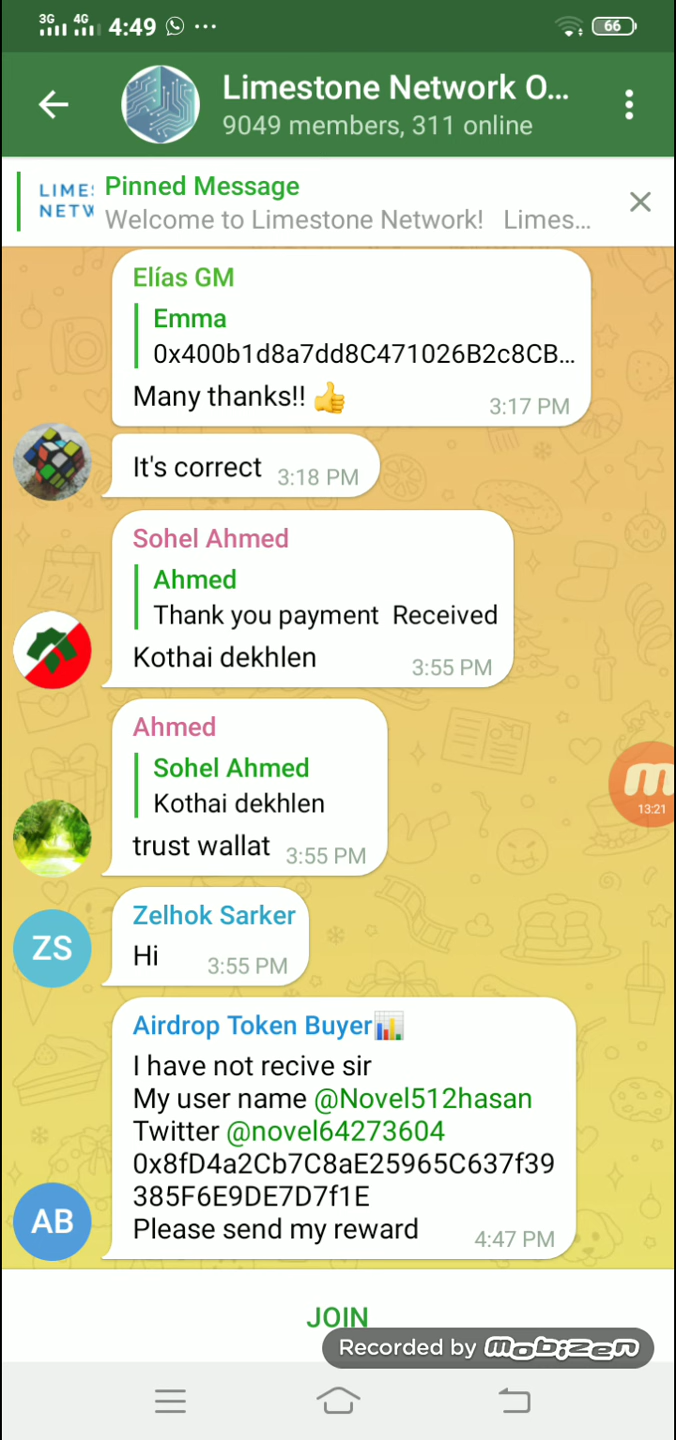 3G 4G 4:49 ... 66
Limestone Network O...
9049 members, 311 online
LIME:
NETW
Pinned Message
Welcome to Limestone Network! Limes...
Elías GM
Emma
0x400b1d8a7dd8C471026B2c8CB...
Many thanks!! 👍 3:17 PM
It's correct 3:18 PM
Sohel Ahmed
Ahmed
Thank you payment Received
Kothai dekhlen 3:55 PM
Ahmed
Sohel Ahmed
Kothai dekhlen
trust wallat 3:55 PM
13:21
Zelhok Sarker
ZS
Hi 3:55 PM
Airdrop Token Buyer📊
I have not recive sir
My user name @Novel512hasan
Twitter @novel64273604
0x8fD4a2Cb7C8aE25965C637f39
385F6E9DE7D7f1E
AB
Please send my reward 4:47 PM
JOIN
Recorded by mobizen